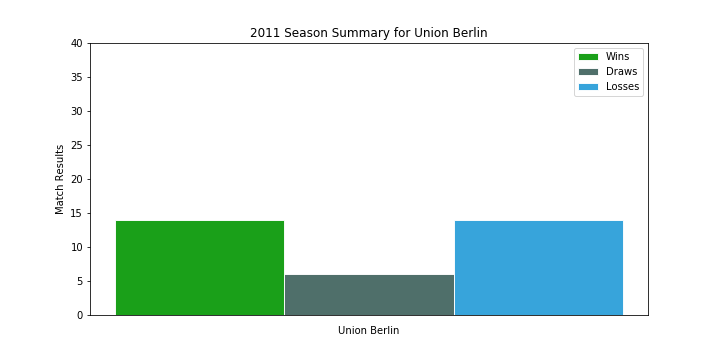 2011 Season Summary for Union Berlin
Wins
Draws
Losses
Match Results
40
35
30
25
20
15
10
5
0
Union Berlin